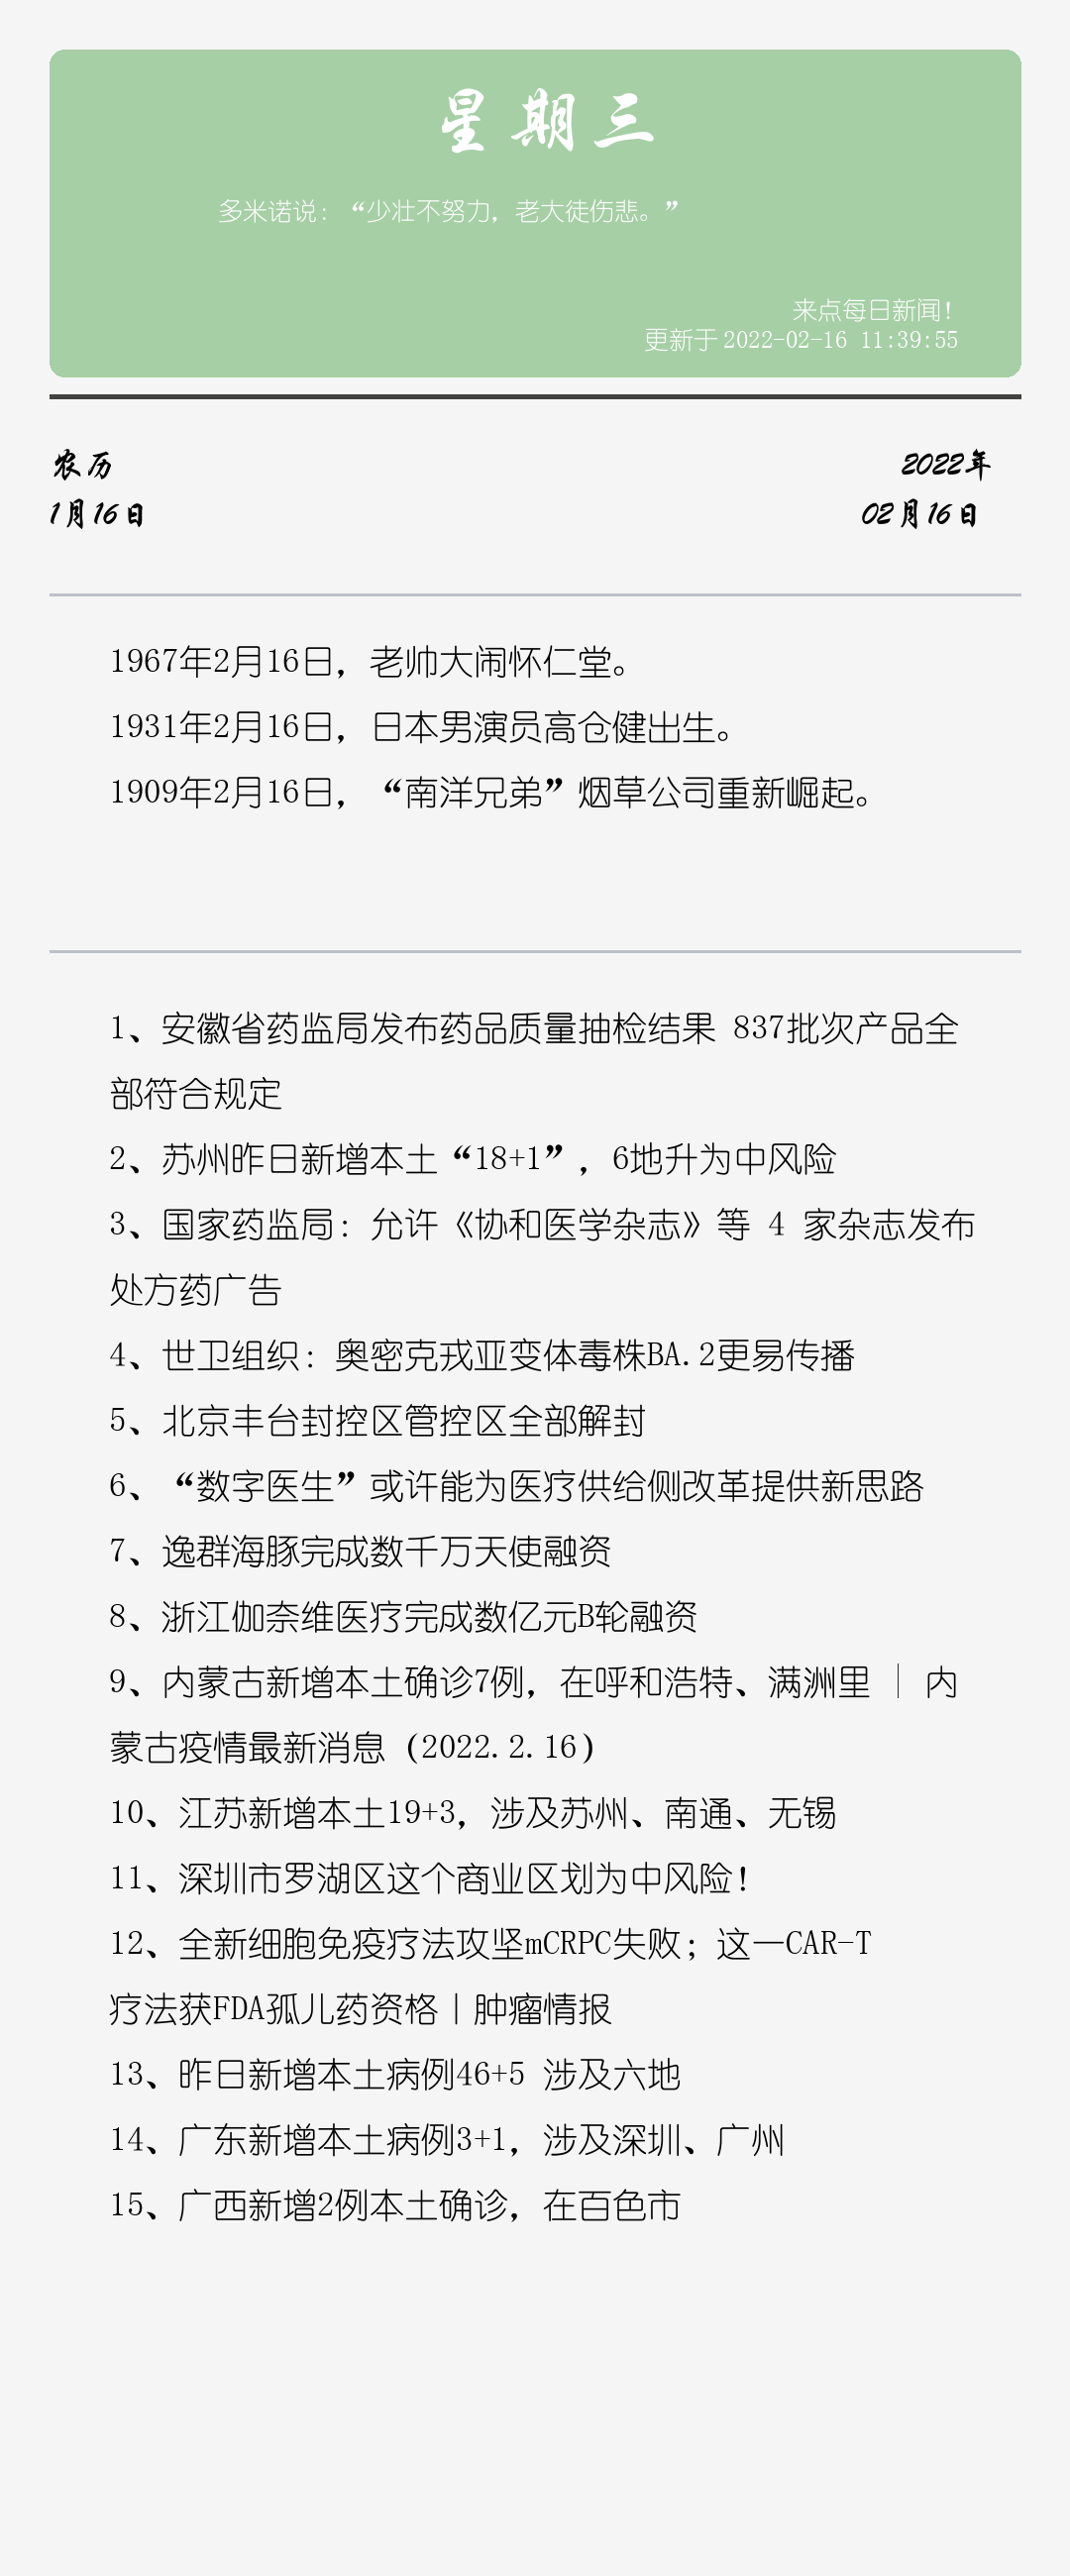 星期三
多米诺说：“少壮不努力，老大徒伤悲。”
来点每日新闻！
更新于 2022-02-16 11:39:55
农历
2022年
1月16日
02月16日
1967年2月16日，老帅大闹怀仁堂。
1931年2月16日，日本男演员高仓健出生。
1909年2月16日，“南洋兄弟”烟草公司重新崛起。
1、安徽省药监局发布药品质量抽检结果 837批次产品全
部符合规定
2、苏州昨日新增本土“18+1”，6地升为中风险
3、国家药监局：允许《协和医学杂志》等 4 家杂志发布
处方药广告
4、世卫组织：奥密克戎亚变体毒株BA.2更易传播
5、北京丰台封控区管控区全部解封
6、“数字医生”或许能为医疗供给侧改革提供新思路
7、逸群海豚完成数千万天使融资
8、浙江伽奈维医疗完成数亿元B轮融资
9、内蒙古新增本土确诊7例，在呼和浩特、满洲里 | 内
蒙古疫情最新消息（2022.2.16）
10、江苏新增本土19+3，涉及苏州、南通、无锡
11、深圳市罗湖区这个商业区划为中风险！
12、全新细胞免疫疗法攻坚mCRPC失败；这一CAR-T
疗法获FDA孤儿药资格丨肿瘤情报
13、昨日新增本土病例46+5 涉及六地
14、广东新增本土病例3+1，涉及深圳、广州
15、广西新增2例本土确诊，在百色市